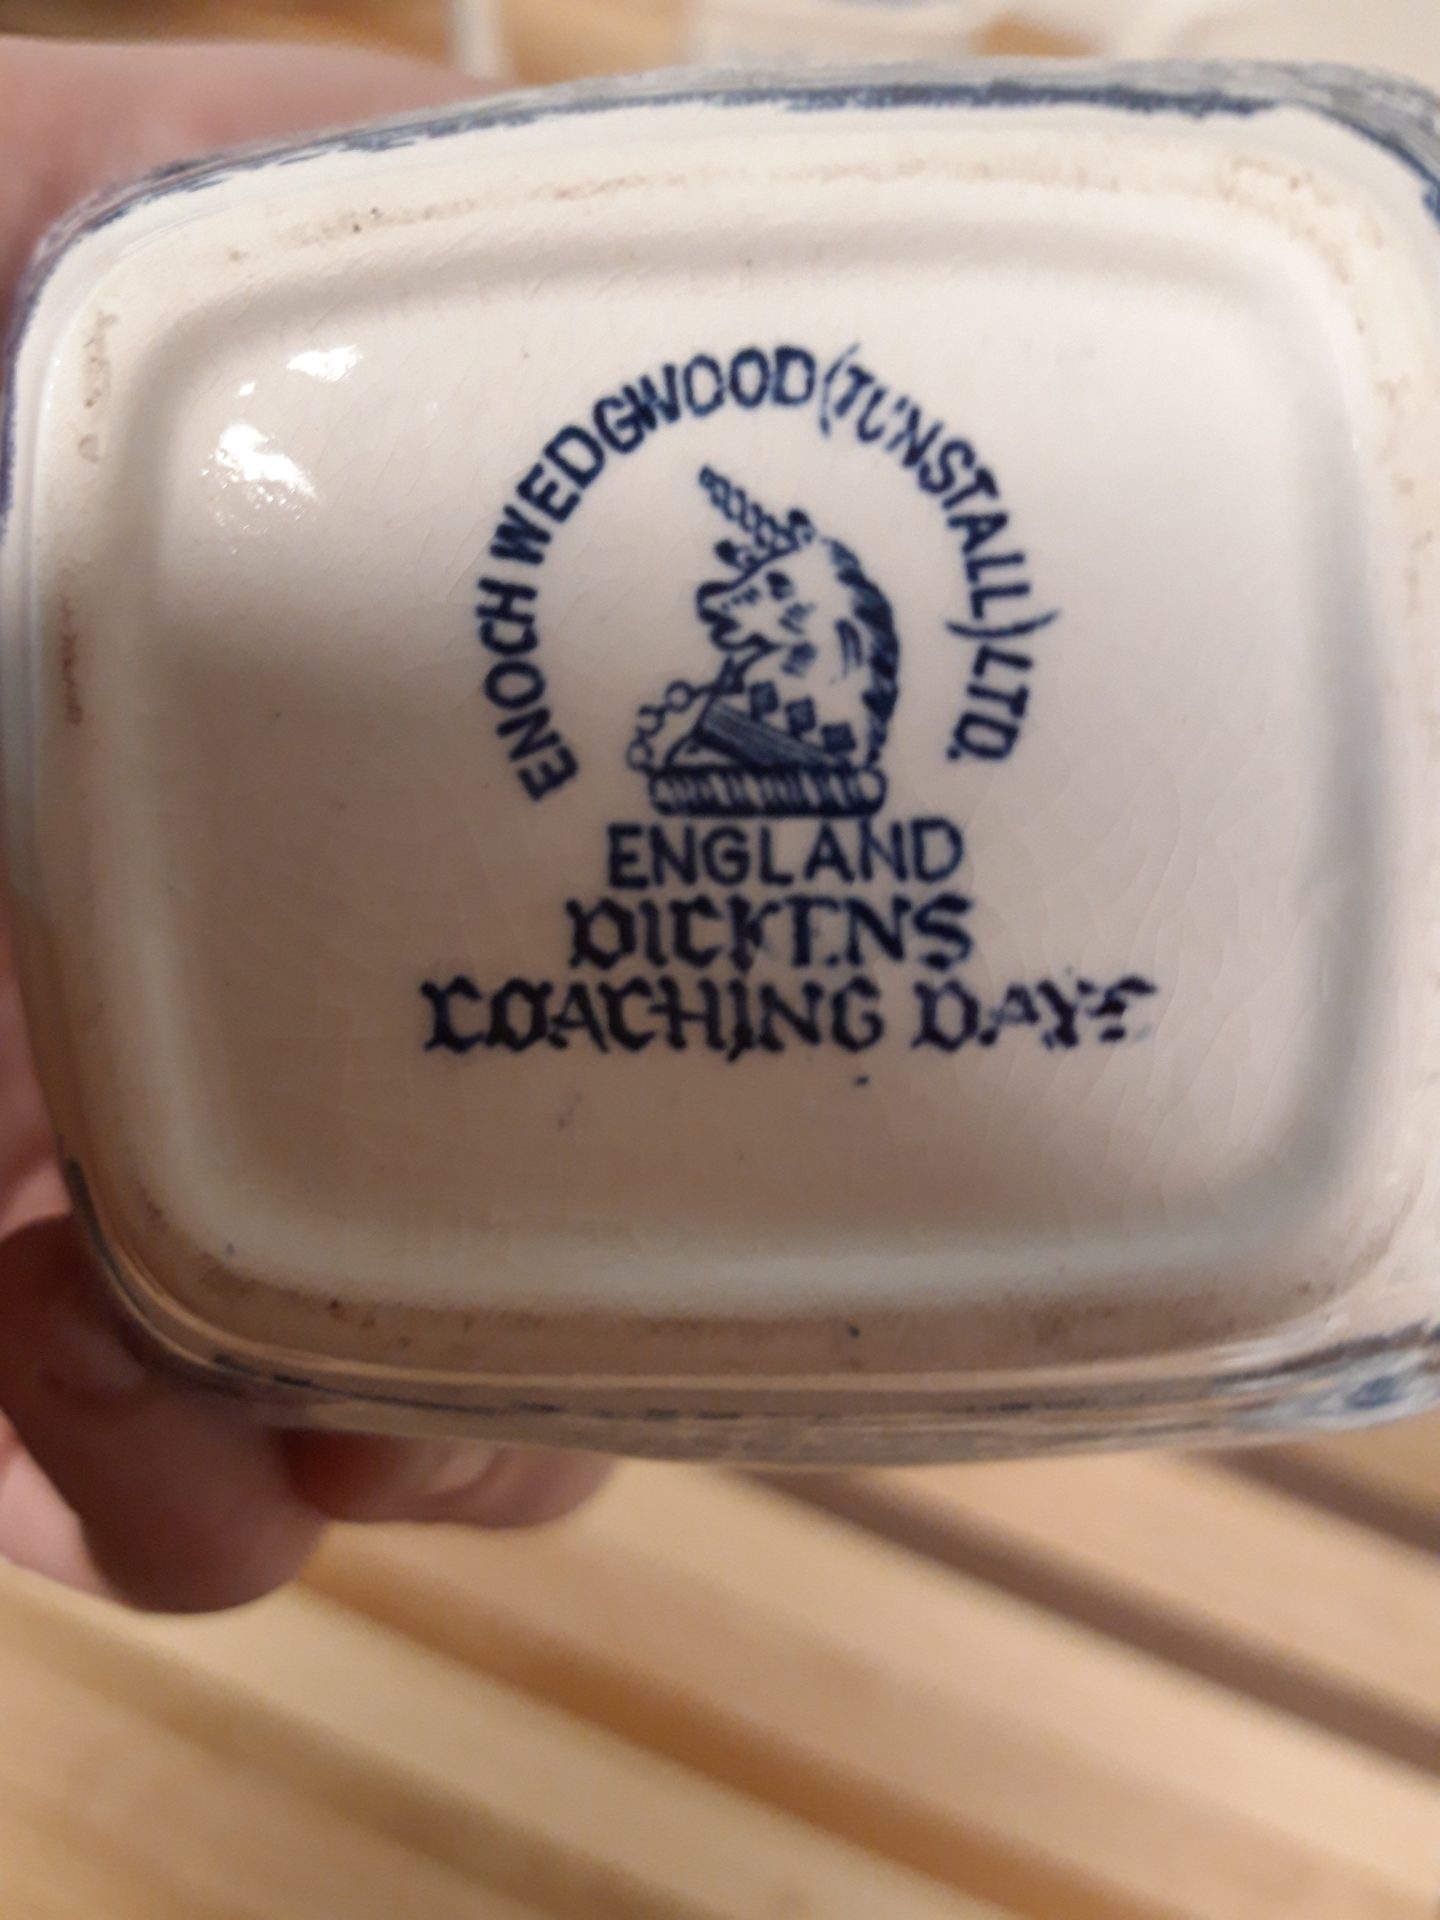 ENOCH WEDGWOOD (TUNSTALL) LTD.
ENGLAND
DICKENS
COACHING DAYS